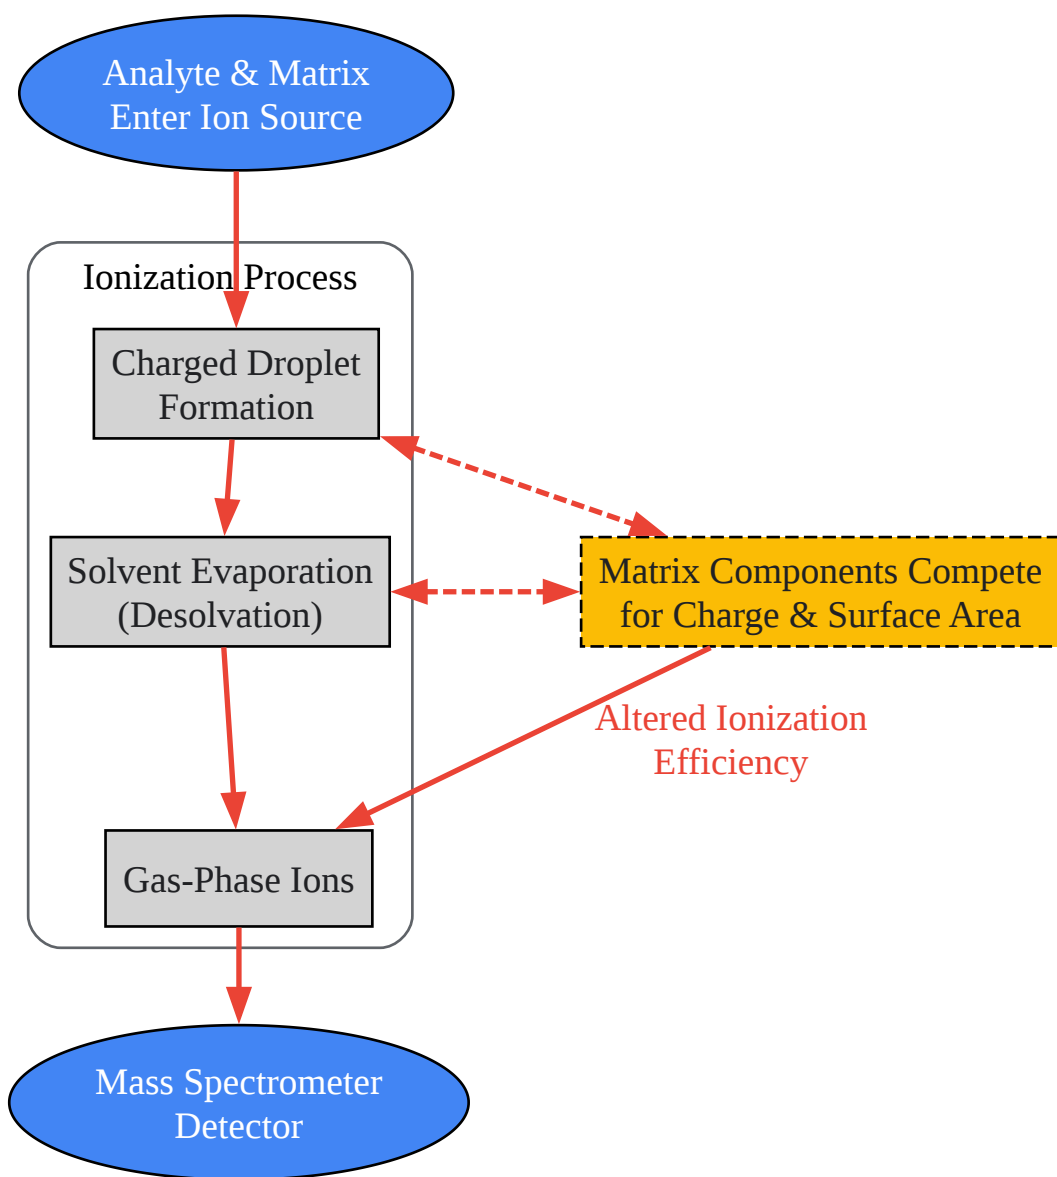 Analyte & Matrix
Enter Ion Source
Ionization Process
Charged Droplet
Formation
Solvent Evaporation
(Desolvation)
Matrix Components Compete
for Charge & Surface Area
Altered Ionization
Efficiency
Gas-Phase Ions
Mass Spectrometer
Detector